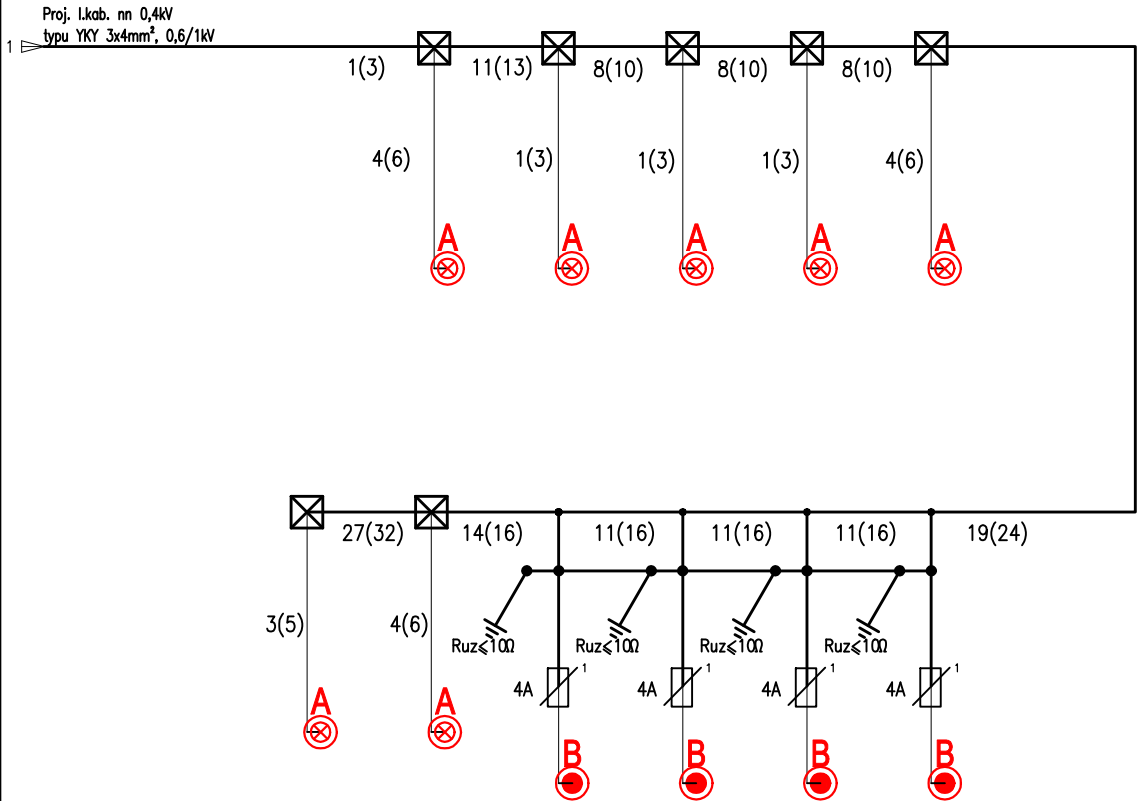 Proj. l.kab. nn 0,4kV
typu YKY 3x4mm², 0,6/1kV
1
1(3) 11(13) 8(10) 8(10) 8(10)
4(6) 1(3) 1(3) 1(3) 4(6)
A A A A A
27(32) 14(16) 11(16) 11(16) 11(16) 19(24)
3(5) 4(6)
Ruz≤10Ω Ruz≤10Ω Ruz≤10Ω Ruz≤10Ω
1 1 1 1
4A 4A 4A 4A
A A
B B B B